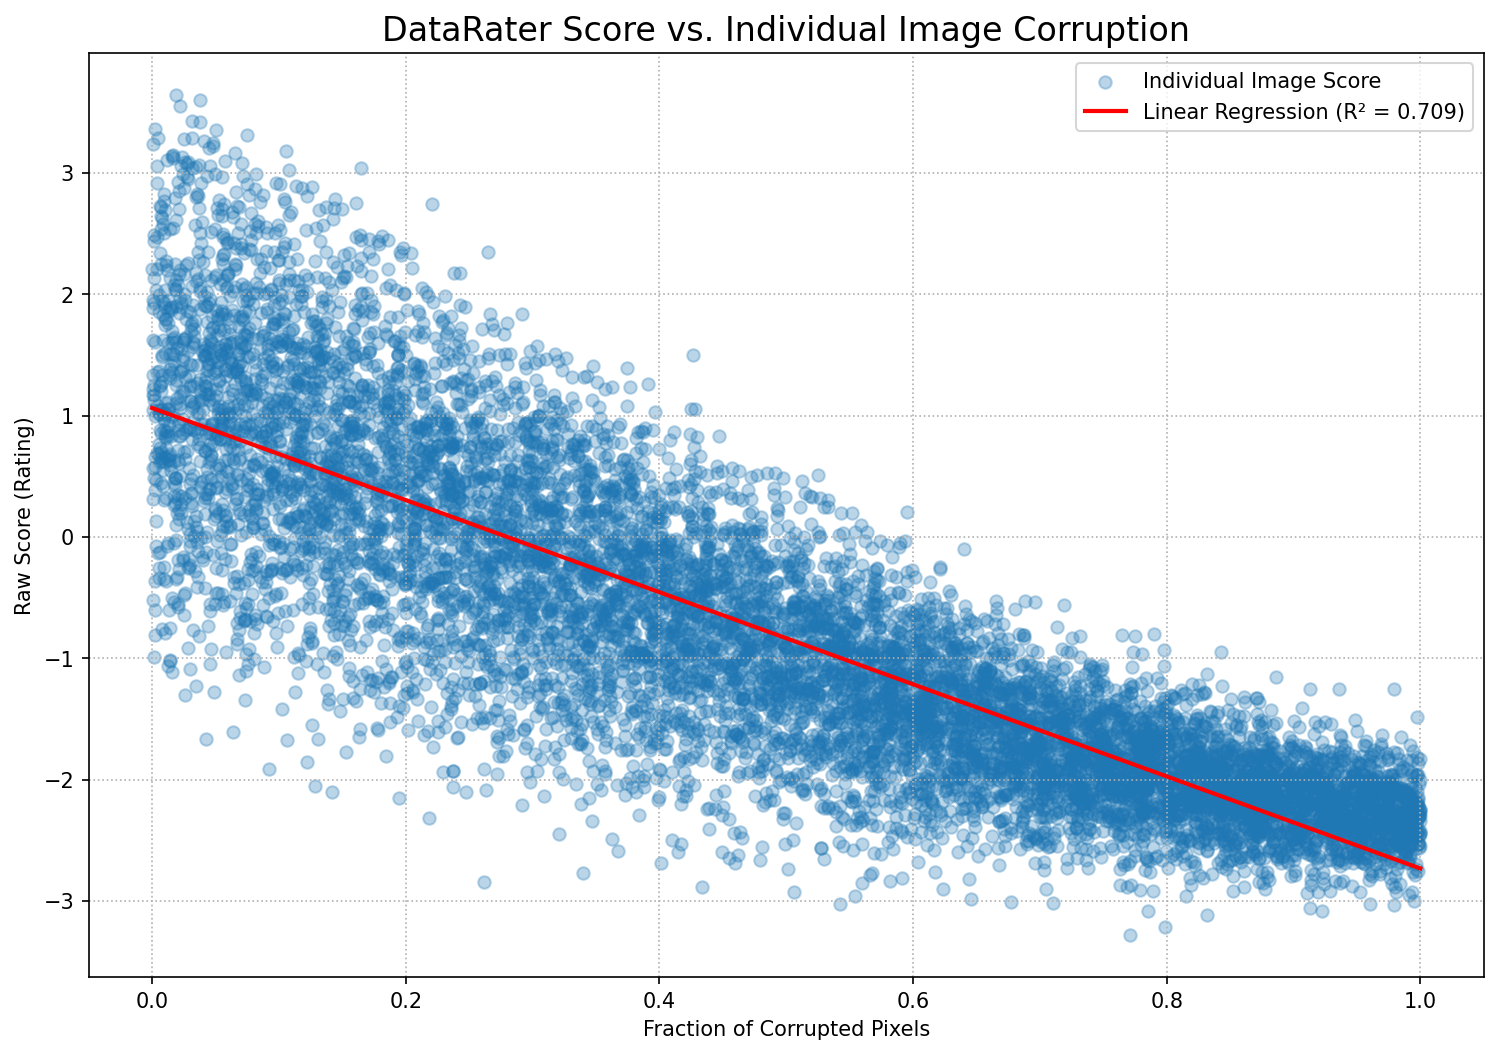 DataRater Score vs. Individual Image Corruption
Individual Image Score
Linear Regression (R² = 0.709)
Raw Score (Rating)
3
2
1
0
−1
−2
−3
0.0
0.2
0.4
0.6
0.8
1.0
Fraction of Corrupted Pixels